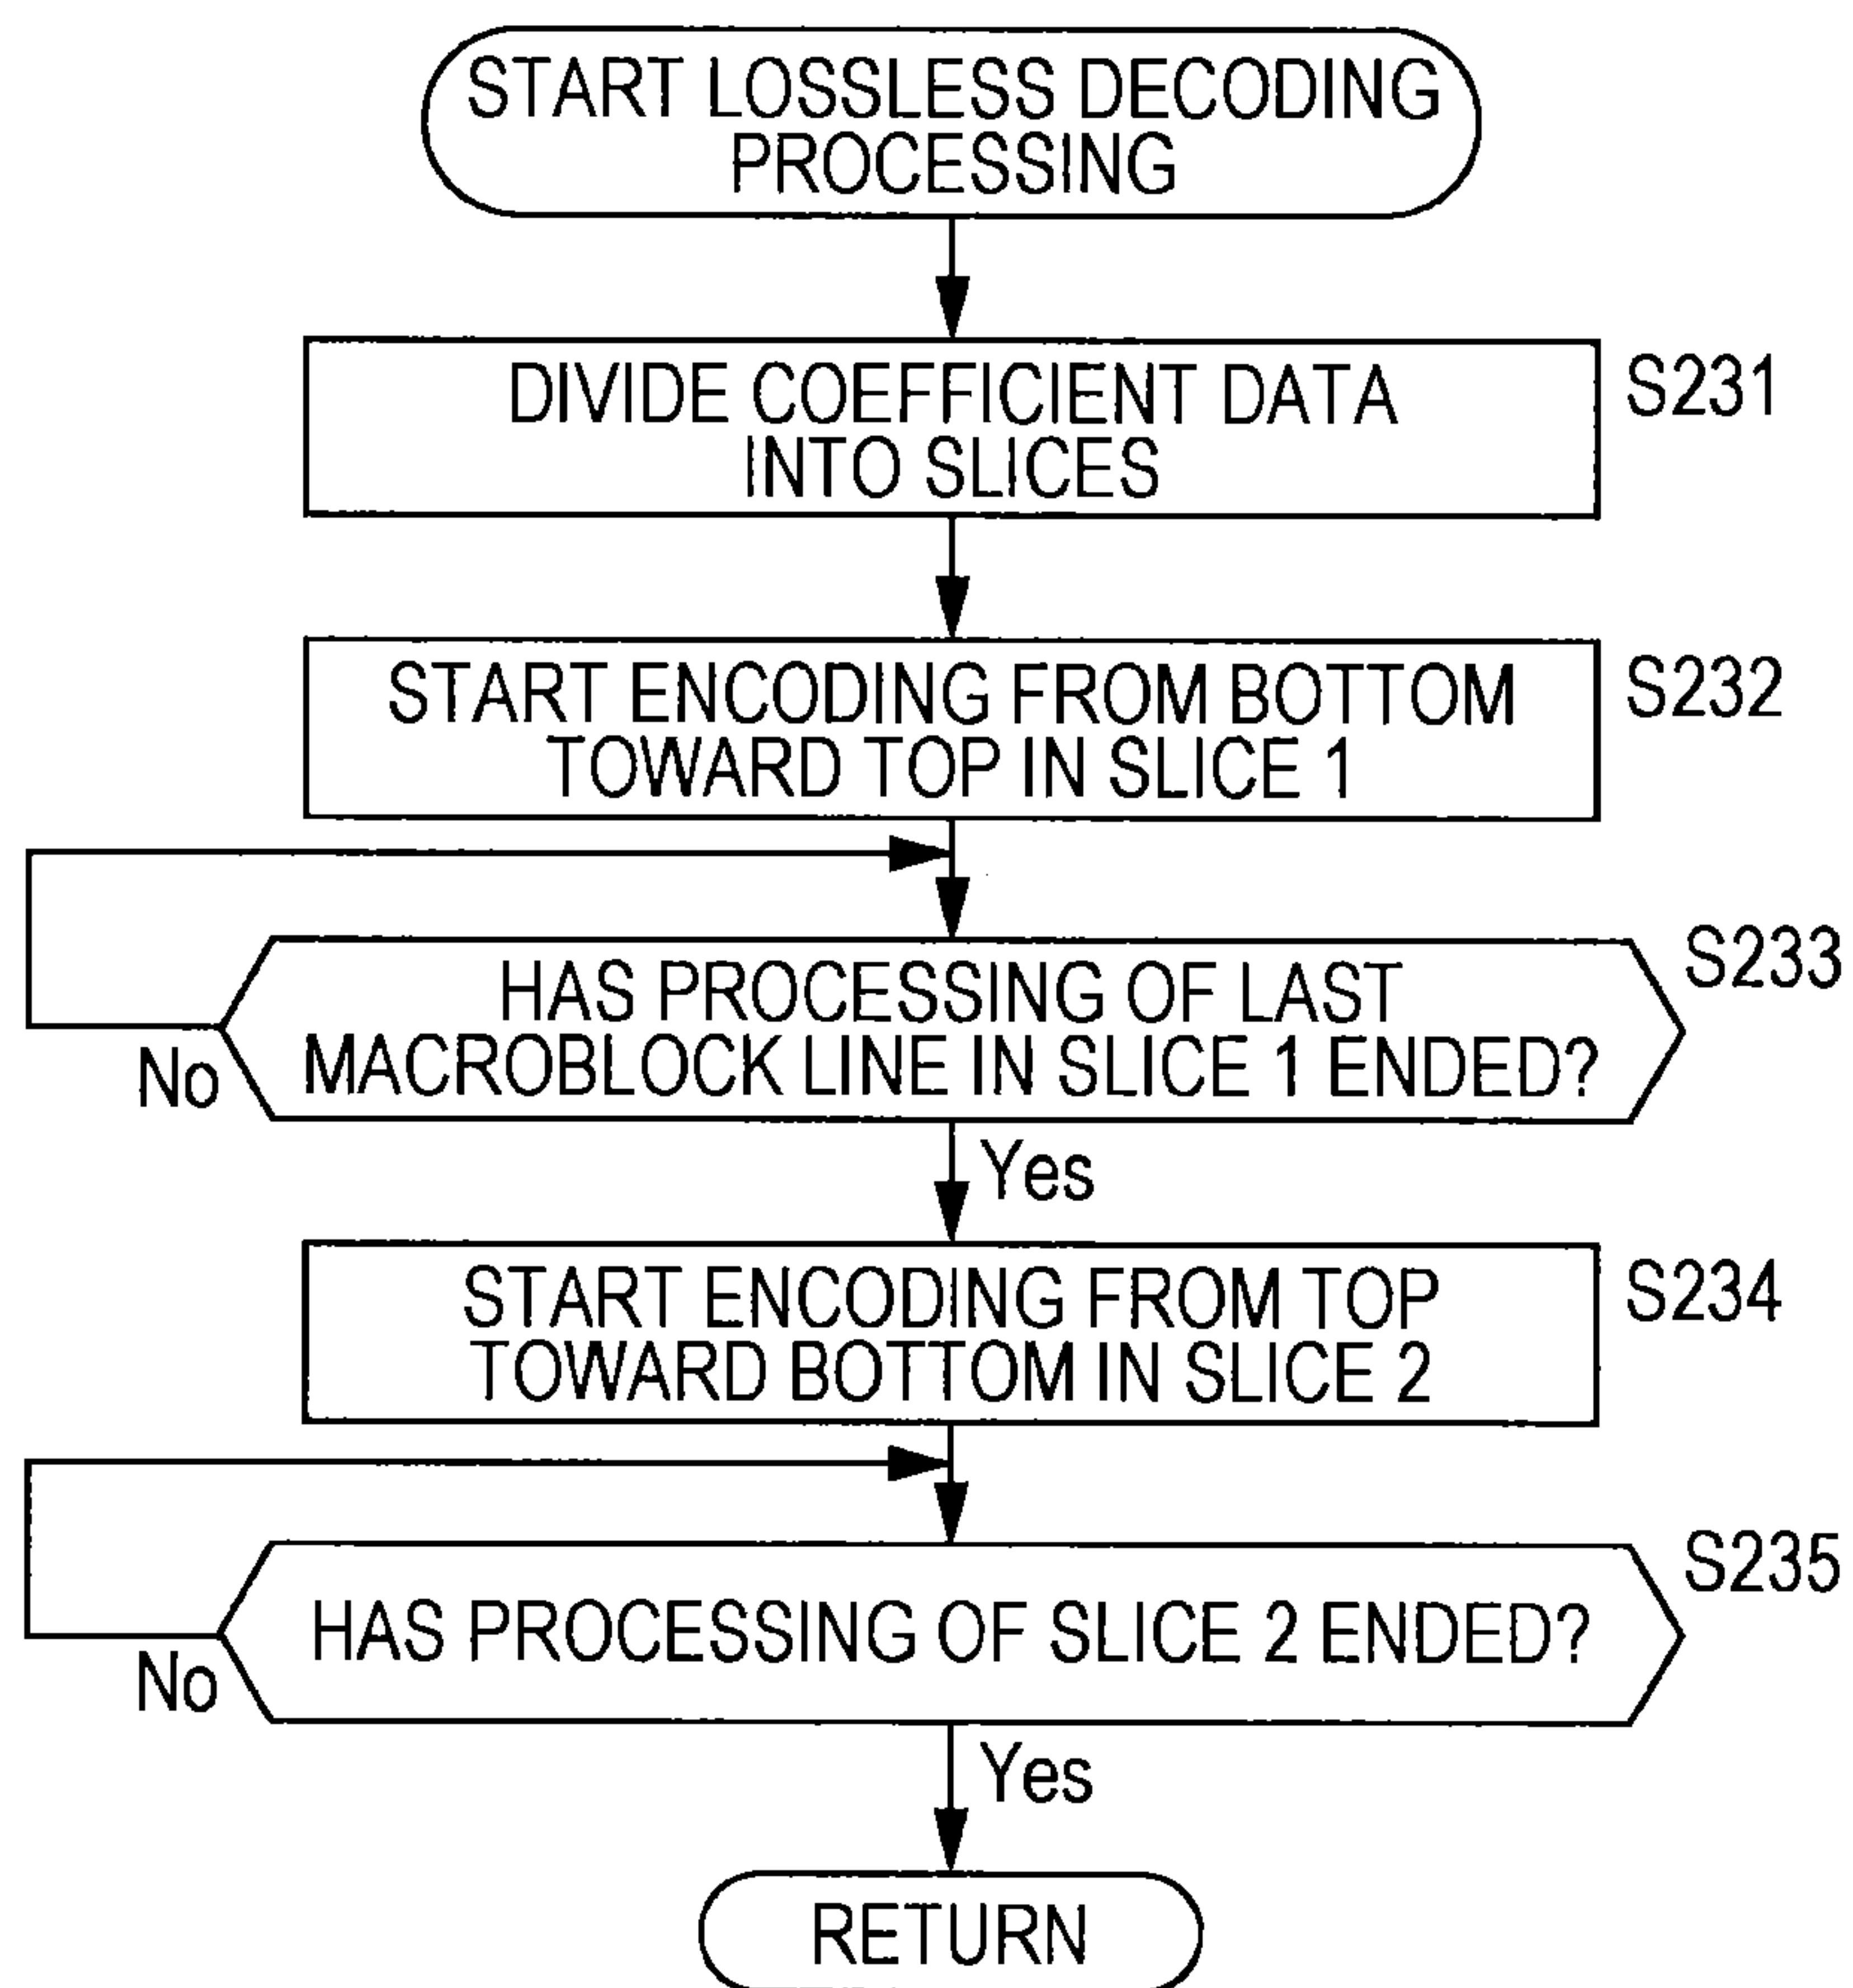 START LOSSLESS DECODING
PROCESSING
DIVIDE COEFFICIENT DATA
INTO SLICES
S231
START ENCODING FROM BOTTOM
TOWARD TOP IN SLICE 1
S232
HAS PROCESSING OF LAST
MACROBLOCK LINE IN SLICE 1 ENDED?
S233
No
Yes
START ENCODING FROM TOP
TOWARD BOTTOM IN SLICE 2
S234
HAS PROCESSING OF SLICE 2 ENDED?
S235
No
Yes
RETURN